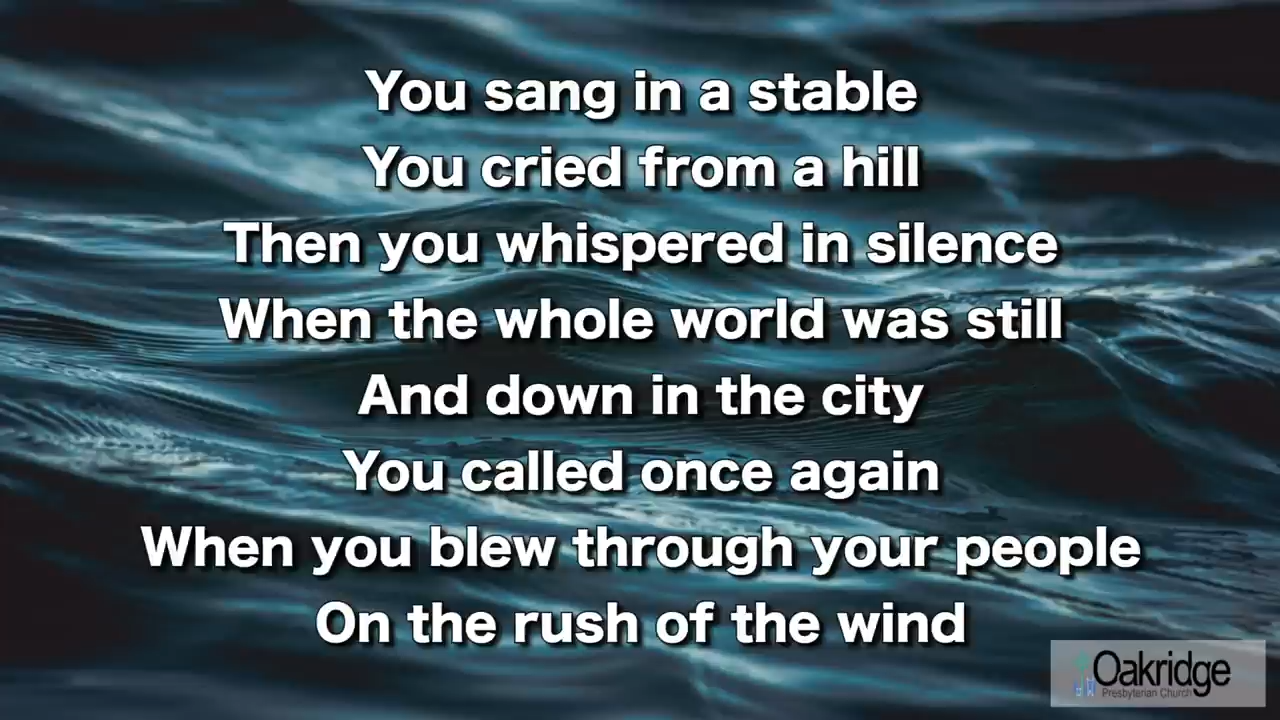 You sang in a stable
You cried from a hill
Then you whispered in silence
When the whole world was still
And down in the city
You called once again
When you blew through your people
On the rush of the wind
Oakridge
Presbyterian Church